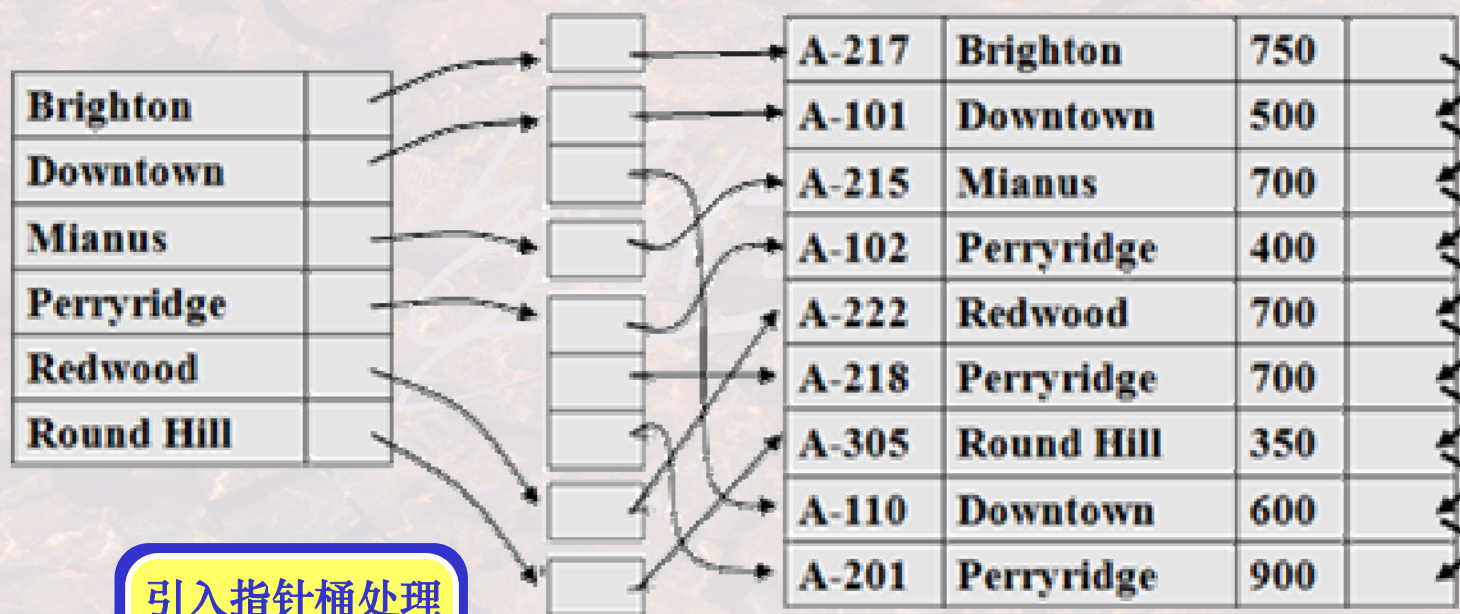 Brighton
Downtown
Mianus
Perryridge
Redwood
Round Hill
A-217 Brighton 750
A-101 Downtown 500
A-215 Mianus 700
A-102 Perryridge 400
A-222 Redwood 700
A-218 Perryridge 700
A-305 Round Hill 350
A-110 Downtown 600
A-201 Perryridge 900
引入指针桶处理